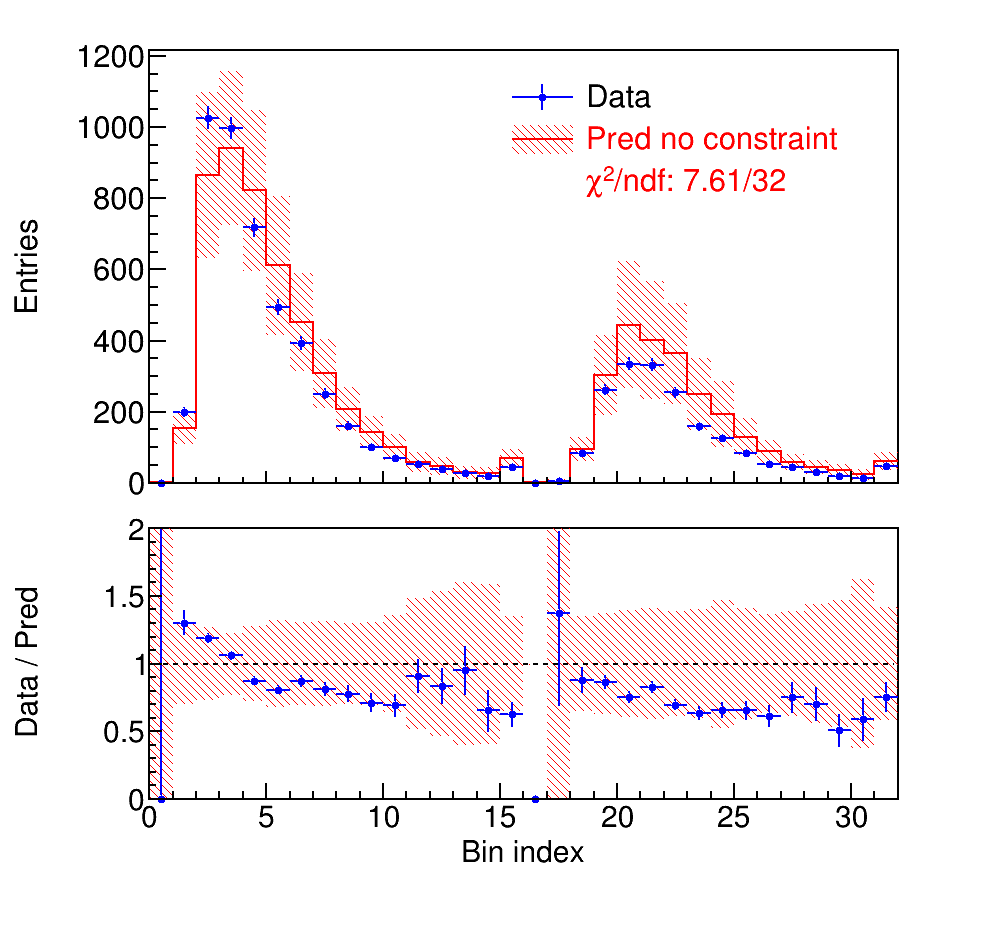 1200
1000
800
600
400
200
0
Entries
Data
Pred no constraint
χ²/ndf: 7.61/32
2
1.5
1
0.5
0
Data / Pred
0 5 10 15 20 25 30
Bin index